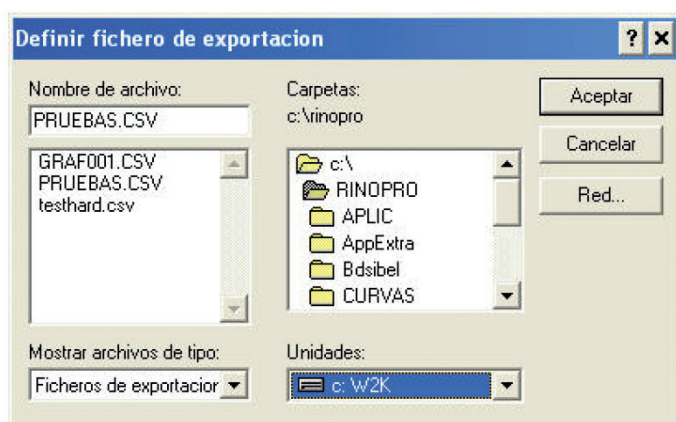 Definir fichero de exportacion
Nombre de archivo:
PRUEBAS.CSV
GRAF001.CSV
PRUEBAS.CSV
testhard.csv
Mostrar archivos de tipo:
Ficheros de exportacior
Carpetas:
c:\rinopro
c:\
RINOPRO
APLIC
AppExtra
Bdsibel
CURVAS
Unidades:
c: W2K
Aceptar
Cancelar
Red...